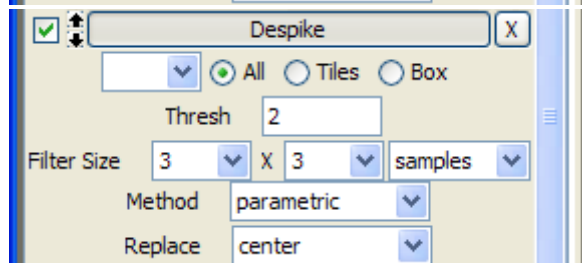 Despike X
All Tiles Box
Thresh 2
Filter Size 3 X 3 samples
Method parametric
Replace center